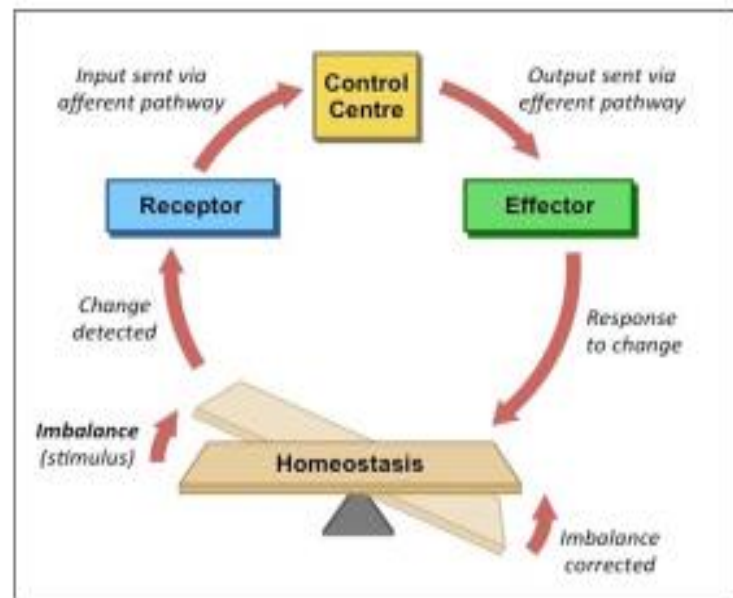 Input sent via
afferent pathway
Control
Centre
Output sent via
efferent pathway
Receptor
Effector
Change
detected
Response
to change
Imbalance
(stimulus)
Homeostasis
Imbalance
corrected